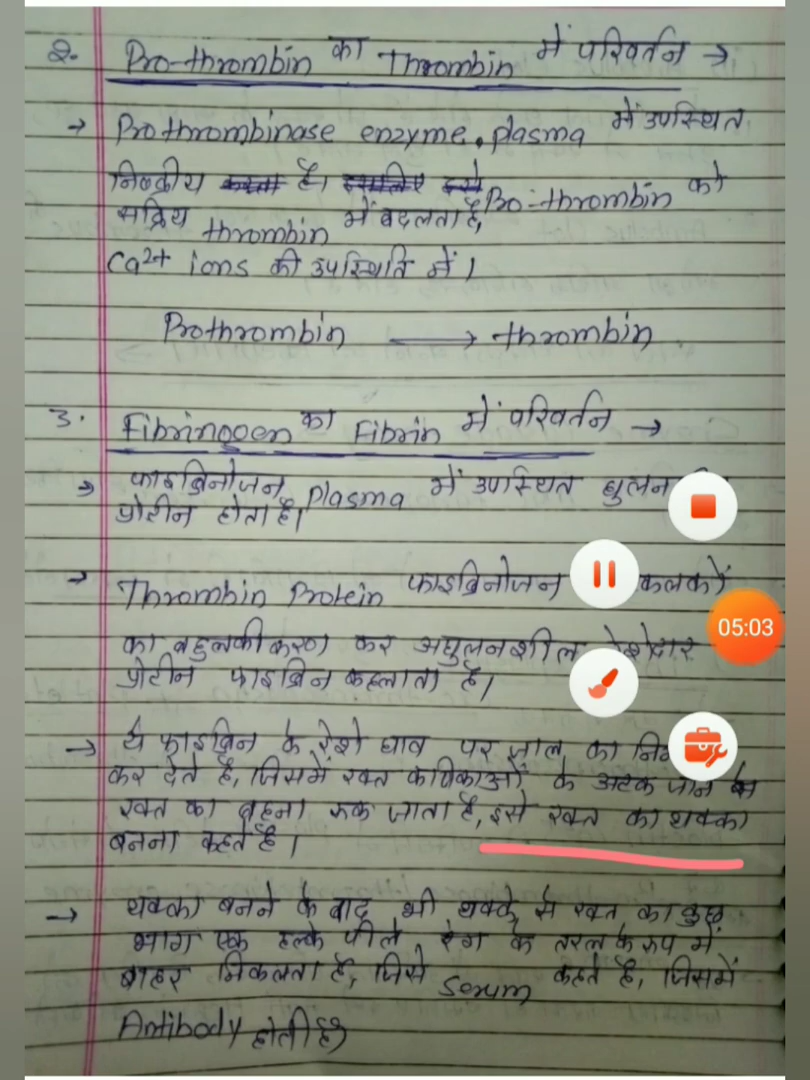 2. Pro-thrombin का Thrombin में परिवर्तन →
→ Prothrombinase enzyme, plasma में उपस्थित
निष्क्रीय है। Pro-thrombin को
सक्रिय thrombin में बदलता है,
Ca2+ ions की उपस्थिति में।
Prothrombin → thrombin
3. Fibrinogen का Fibrin में परिवर्तन →
→ फाइब्रिनोजन plasma में उपस्थित
प्रोटीन होता है।
→ Thrombin Protein फाइब्रिनोजन
का बहुलकीकरण कर अघुलनशील
प्रोटीन फाइब्रिन कहलाता है।
→ ये फाइब्रिन के रेशे घाव पर जाल का
कर देते है, जिसमें रक्त कणिकाओं के अटक जाने से
रक्त का बहना रूक जाता है, इसे रक्त का थक्का
बनना कहते है।
→ थक्का बनने के बाद भी थक्के से रक्त का कुछ
भाग एक हल्के पीले रंग के तरल के रूप में
बाहर निकलता है, जिसे Serum कहते है, जिसमें
Antibody होती है
05:03